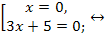 [x = 0,
3x + 5 = 0; ↔